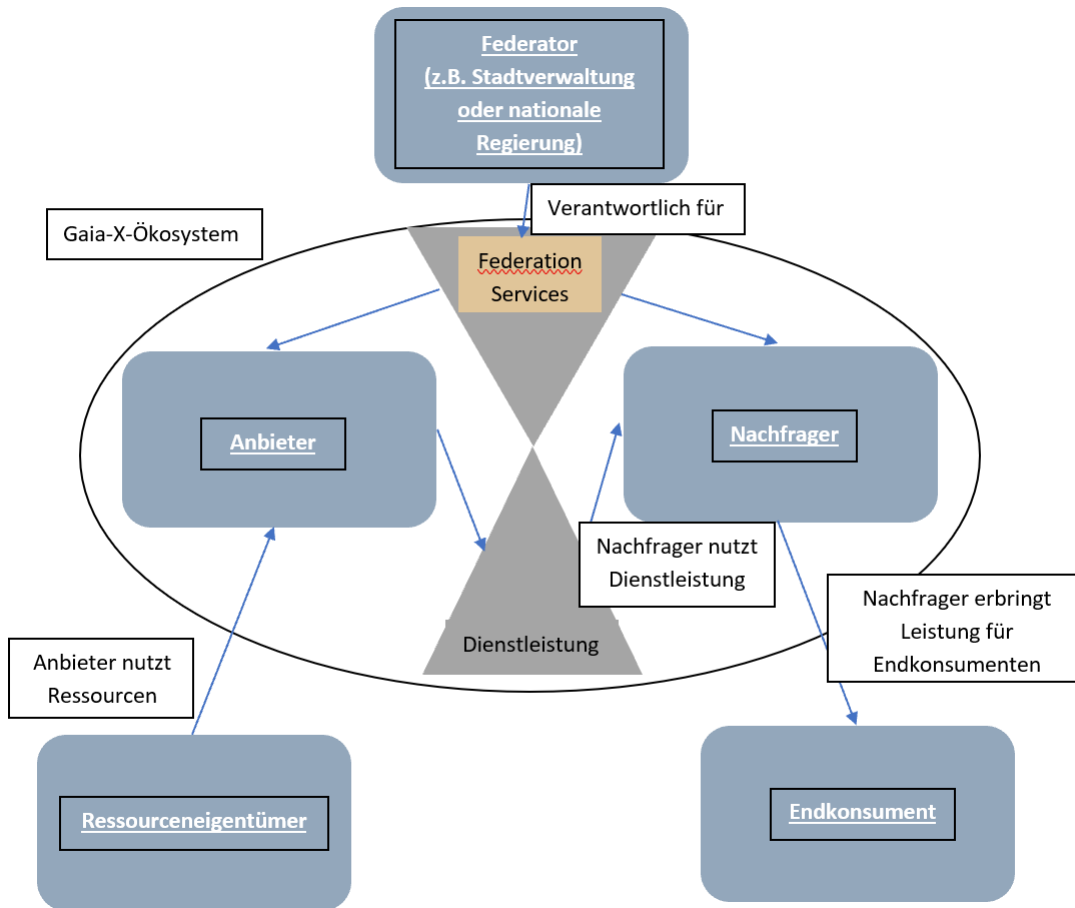 Federator
(z.B. Stadtverwaltung
oder nationale
Regierung)
Verantwortlich für
Gaia-X-Ökosystem
Federation
Services
Anbieter
Nachfrager
Nachfrager nutzt
Dienstleistung
Nachfrager erbringt
Leistung für
Endkonsumenten
Dienstleistung
Anbieter nutzt
Ressourcen
Ressourceneigentümer
Endkonsument